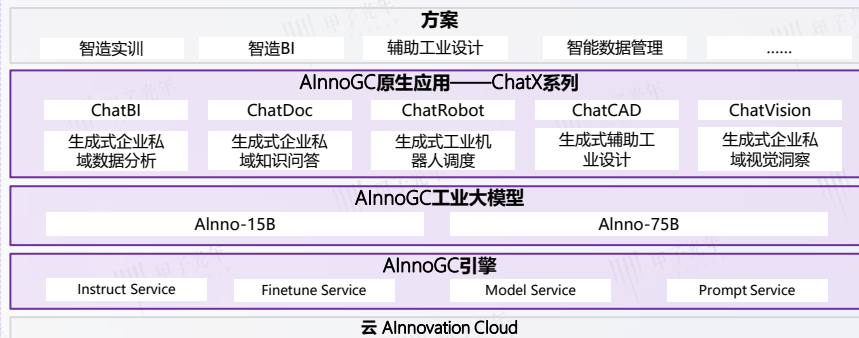 方案
智造实训 智造BI 辅助工业设计 智能数据管理 ......
AInnoGC原生应用——ChatX系列
ChatBI ChatDoc ChatRobot ChatCAD ChatVision
生成式企业私 生成式企业私 生成式工业机 生成式辅助工 生成式企业私
域数据分析 域知识问答 器人调度 业设计 域视觉洞察
AInnoGC工业大模型
AInno-15B AInno-75B
AInnoGC引擎
Instruct Service Finetune Service Model Service Prompt Service
云 AInnovation Cloud
甲子光年